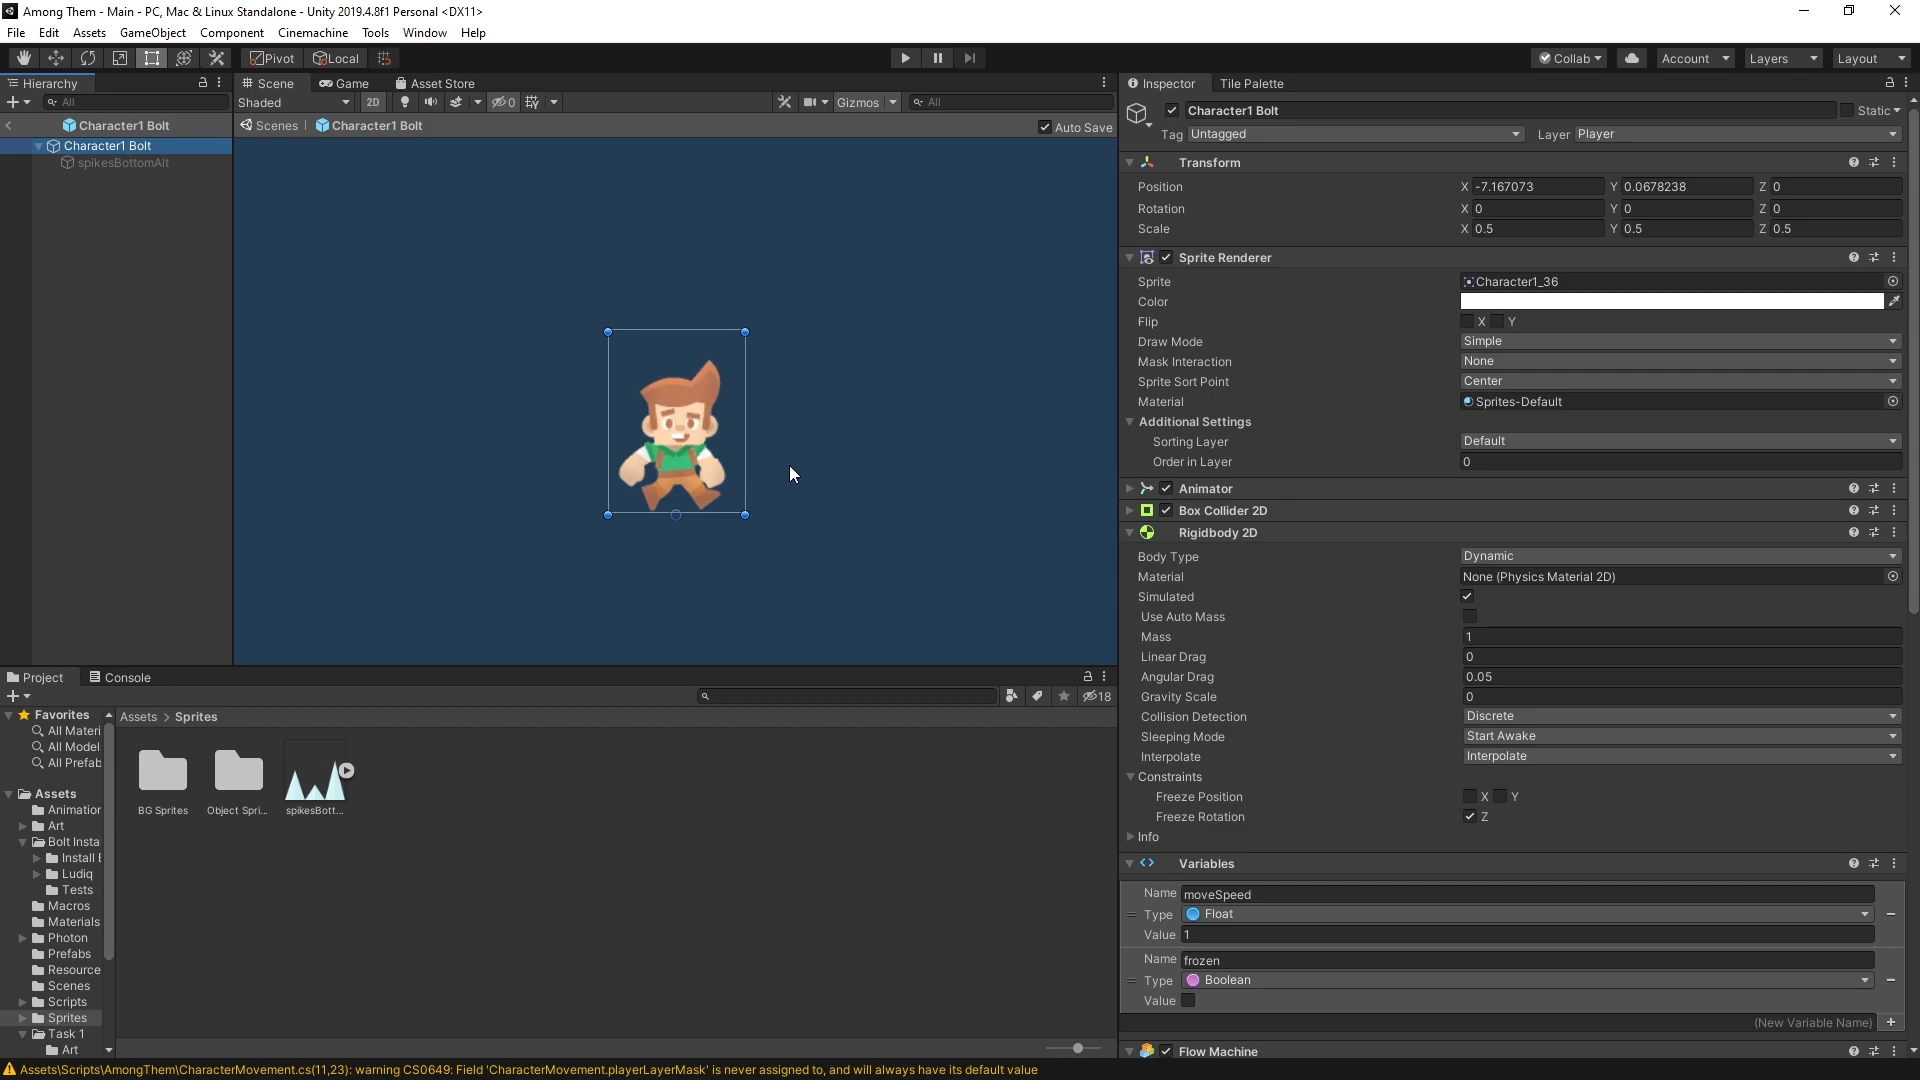 Among Them - Main - PC, Mac & Linux Standalone - Unity 2019.4.8f1 Personal <DX11>
File Edit Assets GameObject Component Cinemachine Tools Window Help
Pivot Local Collab Account Layers Layout
Hierarchy
All
Character1 Bolt
Character1 Bolt
spikesBottomAlt
Scene Game Asset Store
Shaded 2D 0 Gizmos All
Scenes Character1 Bolt Auto Save
Inspector Tile Palette
Character1 Bolt Static
Tag Untagged Layer Player
Transform
Position X -7.167073 Y 0.0678238 Z 0
Rotation X 0 Y 0 Z 0
Scale X 0.5 Y 0.5 Z 0.5
Sprite Renderer
Sprite Character1_36
Color
Flip X Y
Draw Mode Simple
Mask Interaction None
Sprite Sort Point Center
Material Sprites-Default
Additional Settings
Sorting Layer Default
Order in Layer 0
Animator
Box Collider 2D
Rigidbody 2D
Body Type Dynamic
Material None (Physics Material 2D)
Simulated
Use Auto Mass
Mass 1
Linear Drag 0
Angular Drag 0.05
Gravity Scale 0
Collision Detection Discrete
Sleeping Mode Start Awake
Interpolate Interpolate
Constraints
Freeze Position X Y
Freeze Rotation Z
Info
Variables
Name moveSpeed
Type Float
Value 1
Name frozen
Type Boolean
Value
(New Variable Name)
Flow Machine
Project Console
18
Favorites
All Materi
All Model
All Prefab
Assets
Animation
Art
Bolt Insta
Install B
Ludiq
Tests
Macros
Materials
Photon
Prefabs
Resource
Scenes
Scripts
Sprites
Task 1
Art
Assets > Sprites
BG Sprites Object Spri... spikesBott...
Assets\Scripts\AmongThem\CharacterMovement.cs(11,23): warning CS0649: Field 'CharacterMovement.playerLayerMask' is never assigned to, and will always have its default value